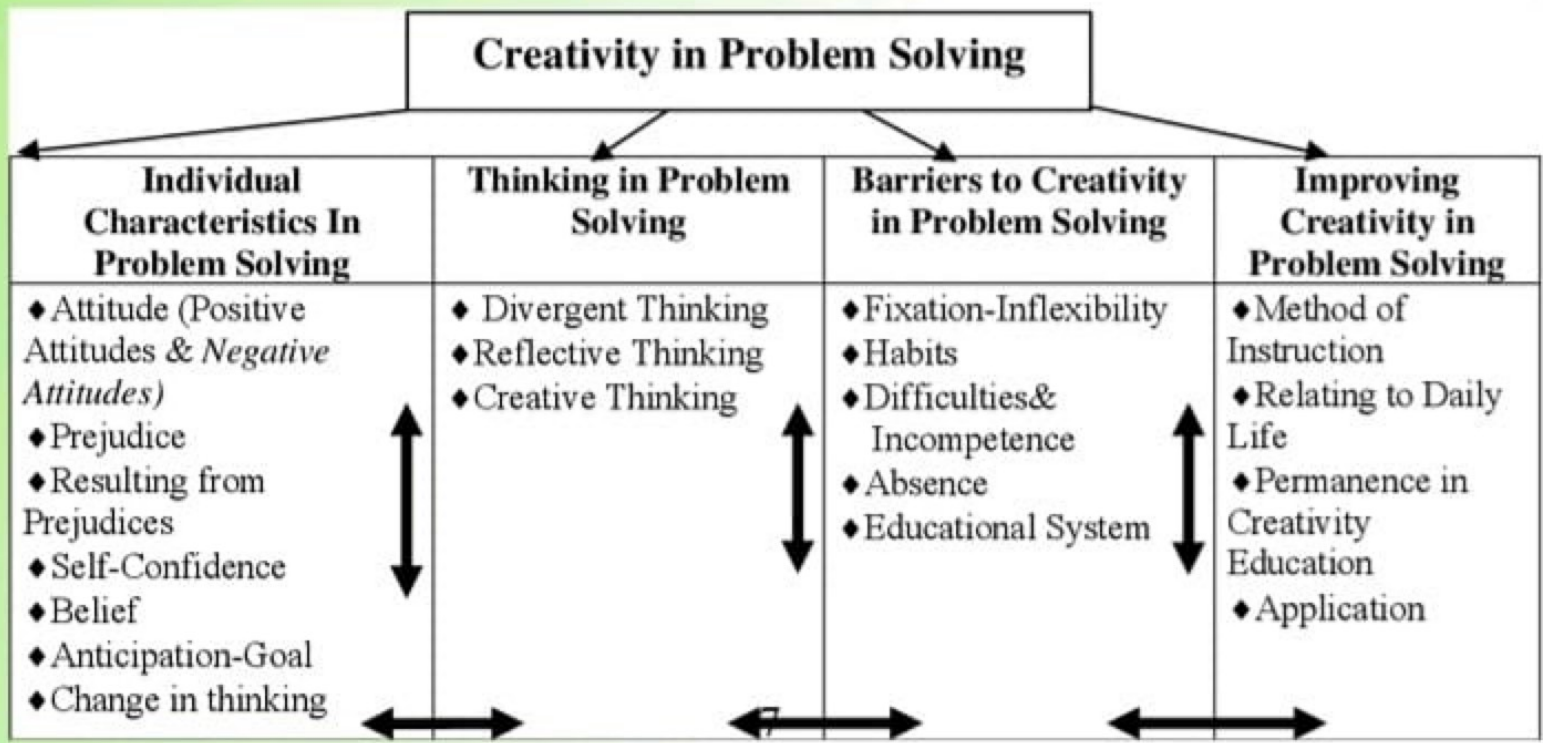 Creativity in Problem Solving
Individual
Characteristics In
Problem Solving
♦Attitude (Positive
Attitudes & Negative
Attitudes)
♦Prejudice
♦Resulting from
Prejudices
♦Self-Confidence
♦Belief
♦Anticipation-Goal
♦Change in thinking
Thinking in Problem
Solving
♦ Divergent Thinking
♦Reflective Thinking
♦Creative Thinking
Barriers to Creativity
in Problem Solving
♦Fixation-Inflexibility
♦Habits
♦Difficulties&
Incompetence
♦Absence
♦Educational System
Improving
Creativity in
Problem Solving
♦Method of
Instruction
♦Relating to Daily
Life
♦Permanence in
Creativity
Education
♦Application
7